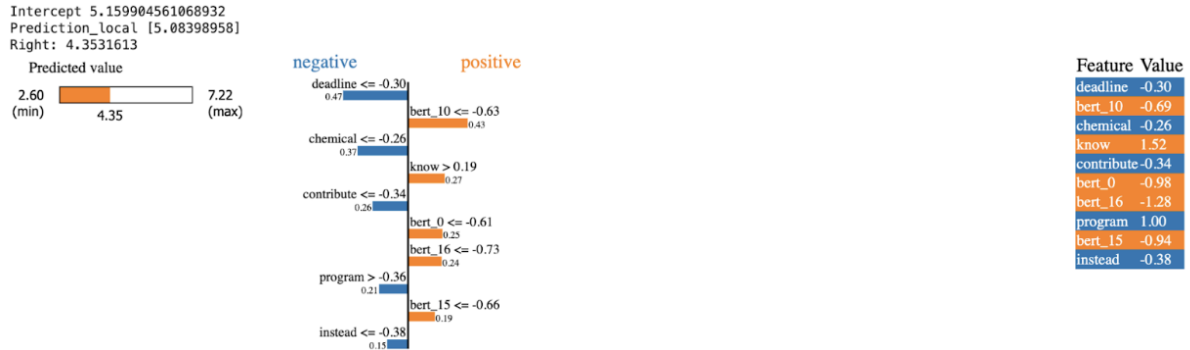 Intercept 5.159904561068932
Prediction_local [5.08398958]
Right: 4.3531613
Predicted value
2.60
(min)
4.35
7.22
(max)
negative
positive
deadline <= -0.30
0.47
bert_10 <= -0.63
0.43
chemical <= -0.26
0.37
know > 0.19
0.27
contribute <= -0.34
0.26
bert_0 <= -0.61
0.25
bert_16 <= -0.73
0.24
program > -0.36
0.21
bert_15 <= -0.66
0.19
instead <= -0.38
0.15
Feature Value
deadline -0.30
bert_10 -0.69
chemical -0.26
know 1.52
contribute -0.34
bert_0 -0.98
bert_16 -1.28
program 1.00
bert_15 -0.94
instead -0.38